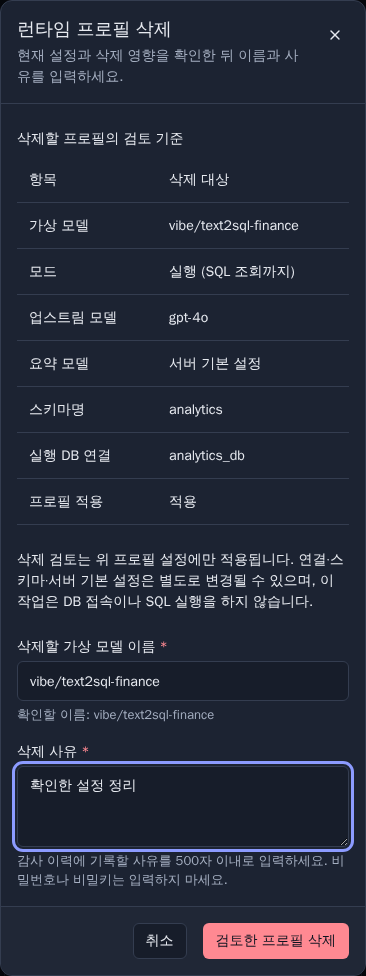 런타임 프로필 삭제
현재 설정과 삭제 영향을 확인한 뒤 이름과 사
유를 입력하세요.
삭제할 프로필의 검토 기준
항목 삭제 대상
가상 모델 vibe/text2sql-finance
모드 실행 (SQL 조회까지)
업스트림 모델 gpt-4o
요약 모델 서버 기본 설정
스키마명 analytics
실행 DB 연결 analytics_db
프로필 적용 적용
삭제 검토는 위 프로필 설정에만 적용됩니다. 연결·스
키마·서버 기본 설정은 별도로 변경될 수 있으며, 이
작업은 DB 접속이나 SQL 실행을 하지 않습니다.
삭제할 가상 모델 이름 *
vibe/text2sql-finance
확인할 이름: vibe/text2sql-finance
삭제 사유 *
확인한 설정 정리
감사 이력에 기록할 사유를 500자 이내로 입력하세요. 비
밀번호나 비밀키는 입력하지 마세요.
취소 검토한 프로필 삭제